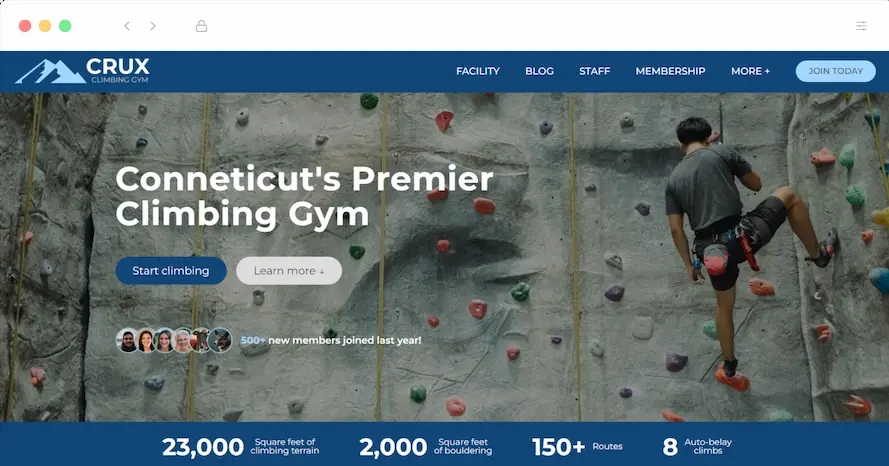 CRUX
CLIMBING GYM
FACILITY
BLOG
STAFF
MEMBERSHIP
MORE +
JOIN TODAY
Conneticut's Premier
Climbing Gym
Start climbing
Learn more ↓
500+ new members joined last year!
23,000
Square feet of
climbing terrain
2,000
Square feet
of bouldering
150+
Routes
8
Auto-belay
climbs